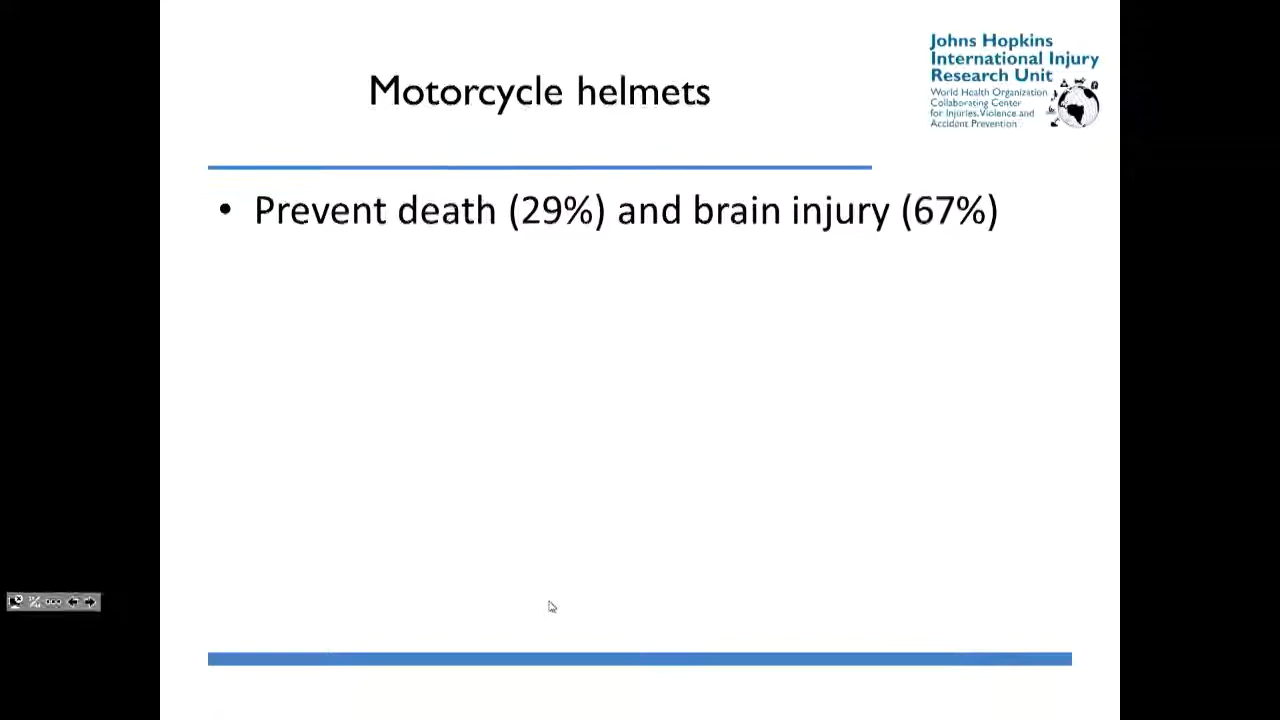 Motorcycle helmets
Johns Hopkins
International Injury
Research Unit
World Health Organization
Collaborating Center
for Injuries, Violence and
Accident Prevention
• Prevent death (29%) and brain injury (67%)